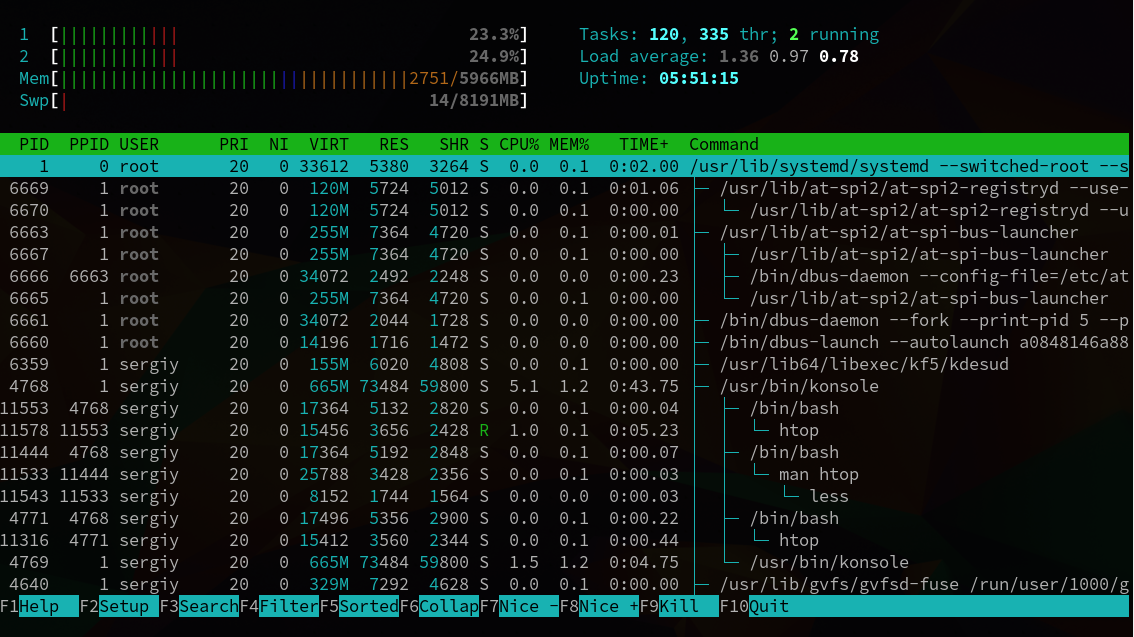 1 [|||||||||||| 23.3%] Tasks: 120, 335 thr; 2 running
2 [|||||||||||| 24.9%] Load average: 1.36 0.97 0.78
Mem[|||||||||||||||||||||||||||||||||||2751/5966MB] Uptime: 05:51:15
Swp[| 14/8191MB]
PID PPID USER PRI NI VIRT RES SHR S CPU% MEM% TIME+ Command
1 0 root 20 0 33612 5380 3264 S 0.0 0.1 0:02.00 /usr/lib/systemd/systemd --switched-root --s
6669 1 root 20 0 120M 5724 5012 S 0.0 0.1 0:01.06 ├─ /usr/lib/at-spi2/at-spi2-registryd --use-
6670 1 root 20 0 120M 5724 5012 S 0.0 0.1 0:00.00 │ └─ /usr/lib/at-spi2/at-spi2-registryd --u
6663 1 root 20 0 255M 7364 4720 S 0.0 0.1 0:00.01 ├─ /usr/lib/at-spi2/at-spi-bus-launcher
6667 1 root 20 0 255M 7364 4720 S 0.0 0.1 0:00.00 │ ├─ /usr/lib/at-spi2/at-spi-bus-launcher
6666 6663 root 20 0 34072 2492 2248 S 0.0 0.0 0:00.23 │ ├─ /bin/dbus-daemon --config-file=/etc/at
6665 1 root 20 0 255M 7364 4720 S 0.0 0.1 0:00.00 │ └─ /usr/lib/at-spi2/at-spi-bus-launcher
6661 1 root 20 0 34072 2044 1728 S 0.0 0.0 0:00.00 ├─ /bin/dbus-daemon --fork --print-pid 5 --p
6660 1 root 20 0 14196 1716 1472 S 0.0 0.0 0:00.00 ├─ /bin/dbus-launch --autolaunch a0848146a88
6359 1 sergiy 20 0 155M 6020 4808 S 0.0 0.1 0:00.00 ├─ /usr/lib64/libexec/kf5/kdesud
4768 1 sergiy 20 0 665M 73484 59800 S 5.1 1.2 0:43.75 ├─ /usr/bin/konsole
11553 4768 sergiy 20 0 17364 5132 2820 S 0.0 0.1 0:00.04 │ ├─ /bin/bash
11578 11553 sergiy 20 0 15456 3656 2428 R 1.0 0.1 0:05.23 │ │ └─ htop
11444 4768 sergiy 20 0 17364 5192 2848 S 0.0 0.1 0:00.07 │ ├─ /bin/bash
11533 11444 sergiy 20 0 25788 3428 2356 S 0.0 0.1 0:00.03 │ │ └─ man htop
11543 11533 sergiy 20 0 8152 1744 1564 S 0.0 0.0 0:00.03 │ │ └─ less
4771 4768 sergiy 20 0 17496 5356 2900 S 0.0 0.1 0:00.22 │ ├─ /bin/bash
11316 4771 sergiy 20 0 15412 3560 2344 S 0.0 0.1 0:00.44 │ │ └─ htop
4769 1 sergiy 20 0 665M 73484 59800 S 1.5 1.2 0:04.75 │ └─ /usr/bin/konsole
4640 1 sergiy 20 0 329M 7292 4628 S 0.0 0.1 0:00.00 ├─ /usr/lib/gvfs/gvfsd-fuse /run/user/1000/g
F1Help F2Setup F3SearchF4FilterF5SortedF6CollapF7Nice -F8Nice +F9Kill F10Quit